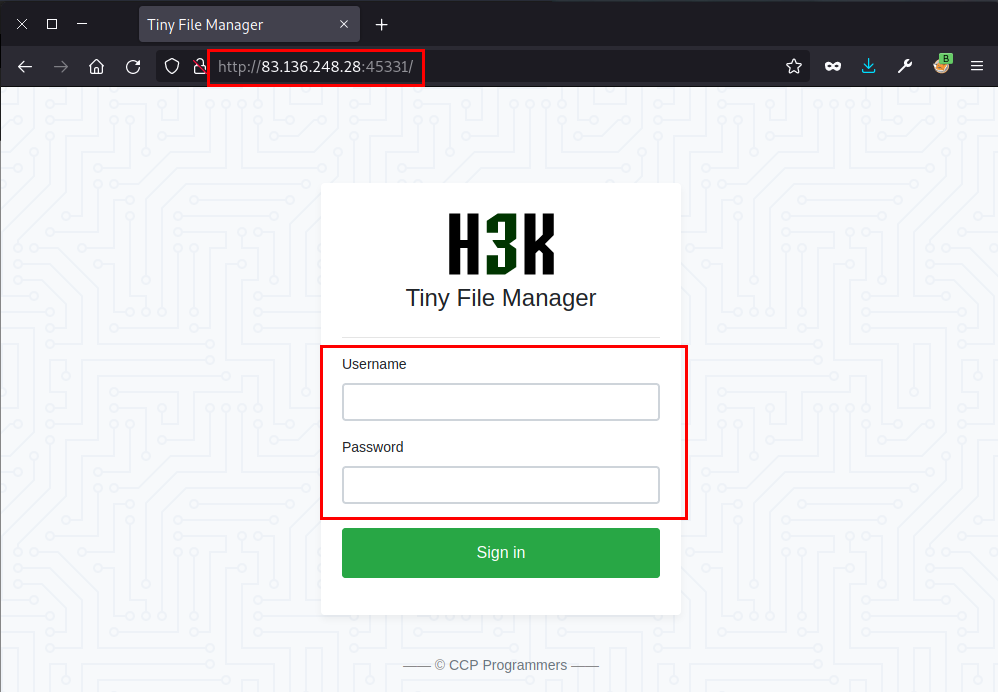 Tiny File Manager
http://83.136.248.28:45331/
B
H3K
Tiny File Manager
Username
Password
Sign in
—— © CCP Programmers ——